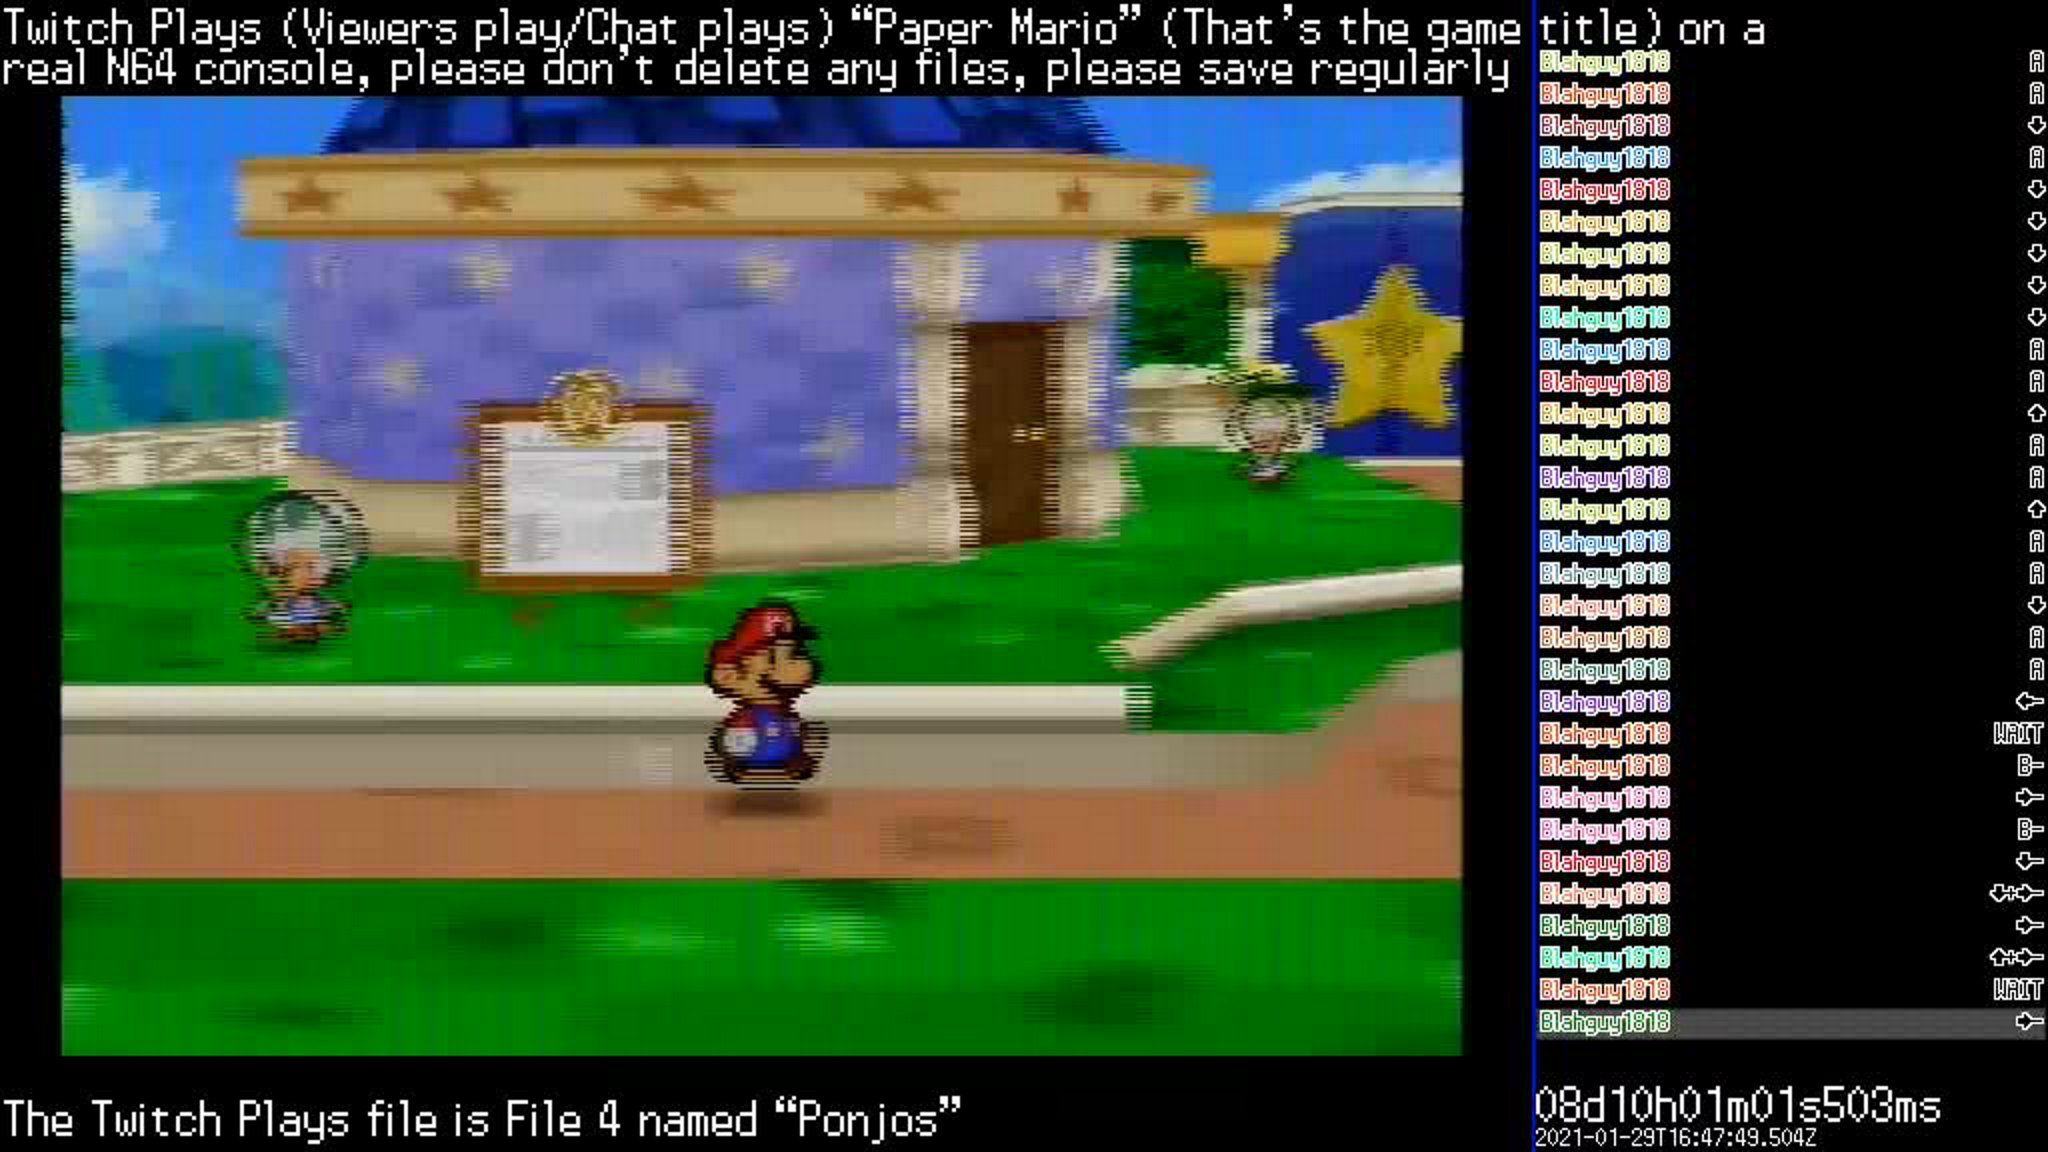 Twitch Plays (Viewers play/Chat plays) “Paper Mario” (That's the game title) on a
real N64 console, please don't delete any files, please save regularly
Blahguy1818 A
Blahguy1818 A
Blahguy1818 ↓
Blahguy1818 A
Blahguy1818 ↓
Blahguy1818 ↓
Blahguy1818 ↓
Blahguy1818 ↓
Blahguy1818 ↓
Blahguy1818 A
Blahguy1818 A
Blahguy1818 ↑
Blahguy1818 A
Blahguy1818 A
Blahguy1818 ↑
Blahguy1818 A
Blahguy1818 A
Blahguy1818 ↓
Blahguy1818 A
Blahguy1818 A
Blahguy1818 ←
Blahguy1818 WAIT
Blahguy1818 B-
Blahguy1818 →
Blahguy1818 B-
Blahguy1818 ←
Blahguy1818 ↓+→
Blahguy1818 →
Blahguy1818 ↑+→
Blahguy1818 WAIT
Blahguy1818 →
The Twitch Plays file is File 4 named “Ponjos”
08d10h01m01s503ms
2021-01-29T16:47:49.504Z